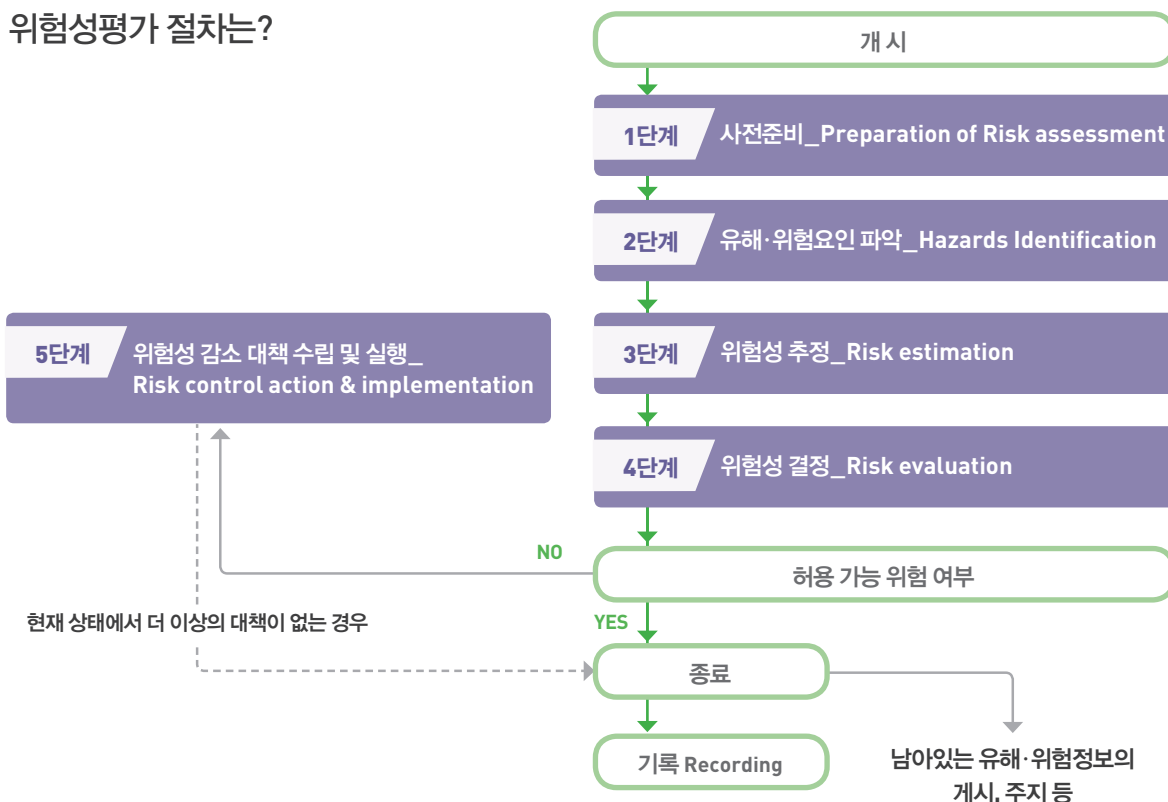 위험성평가 절차는?
개 시
1단계 사전준비_Preparation of Risk assessment
2단계 유해·위험요인 파악_Hazards Identification
3단계 위험성 추정_Risk estimation
4단계 위험성 결정_Risk evaluation
5단계 위험성 감소 대책 수립 및 실행_
Risk control action & implementation
허용 가능 위험 여부
NO
YES
현재 상태에서 더 이상의 대책이 없는 경우
종료
기록 Recording
남아있는 유해·위험정보의
게시, 주지 등